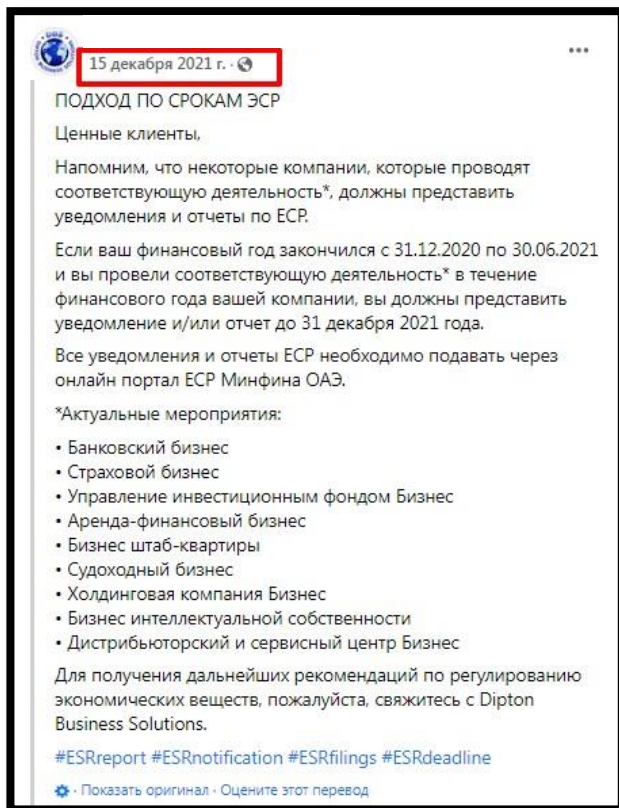 15 декабря 2021 г. ·
ПОДХОД ПО СРОКАМ ЭСР
Ценные клиенты,
Напомним, что некоторые компании, которые проводят
соответствующую деятельность*, должны представить
уведомления и отчеты по ЕСР.
Если ваш финансовый год закончился с 31.12.2020 по 30.06.2021
и вы провели соответствующую деятельность* в течение
финансового года вашей компании, вы должны представить
уведомление и/или отчет до 31 декабря 2021 года.
Все уведомления и отчеты ЕСР необходимо подавать через
онлайн портал ЕСР Минфина ОАЭ.
*Актуальные мероприятия:
• Банковский бизнес
• Страховой бизнес
• Управление инвестиционным фондом Бизнес
• Аренда-финансовый бизнес
• Бизнес штаб-квартиры
• Судоходный бизнес
• Холдинговая компания Бизнес
• Бизнес интеллектуальной собственности
• Дистрибьюторский и сервисный центр Бизнес
Для получения дальнейших рекомендаций по регулированию
экономических веществ, пожалуйста, свяжитесь с Dipton
Business Solutions.
#ESRreport #ESRnotification #ESRfilings #ESRdeadline
· Показать оригинал · Оцените этот перевод